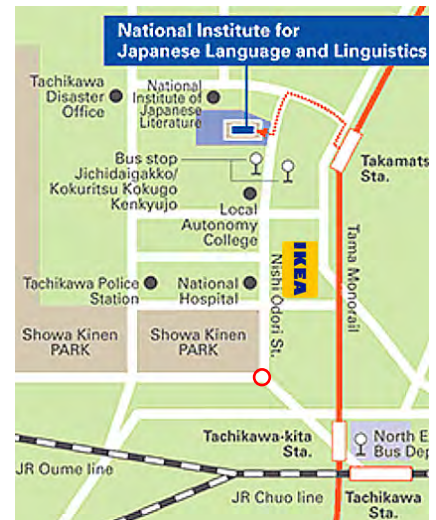 National Institute for
Japanese Language and Linguistics
Tachikawa
Disaster
Office
National
Institute of
Japanese
Literature
Bus stop
Jichidaigakko/
Kokuritsu Kokugo
Kenkyujo
Takamats
Sta.
Local
Autonomy
College
IKEA
Tama Monorail
Nishi Odori St.
Tachikawa Police
Station
National
Hospital
Showa Kinen
PARK
Showa Kinen
PARK
Tachikawa-kita
Sta.
North E
Bus Dep
JR Oume line
JR Chuo line
Tachikawa
Sta.